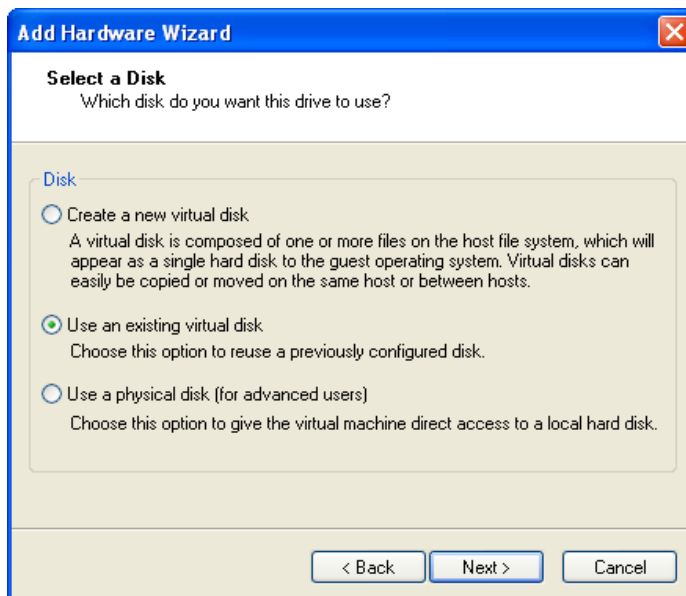 Add Hardware Wizard
Select a Disk
Which disk do you want this drive to use?
Disk
Create a new virtual disk
A virtual disk is composed of one or more files on the host file system, which will
appear as a single hard disk to the guest operating system. Virtual disks can
easily be copied or moved on the same host or between hosts.
Use an existing virtual disk
Choose this option to reuse a previously configured disk.
Use a physical disk (for advanced users)
Choose this option to give the virtual machine direct access to a local hard disk.
< Back Next > Cancel